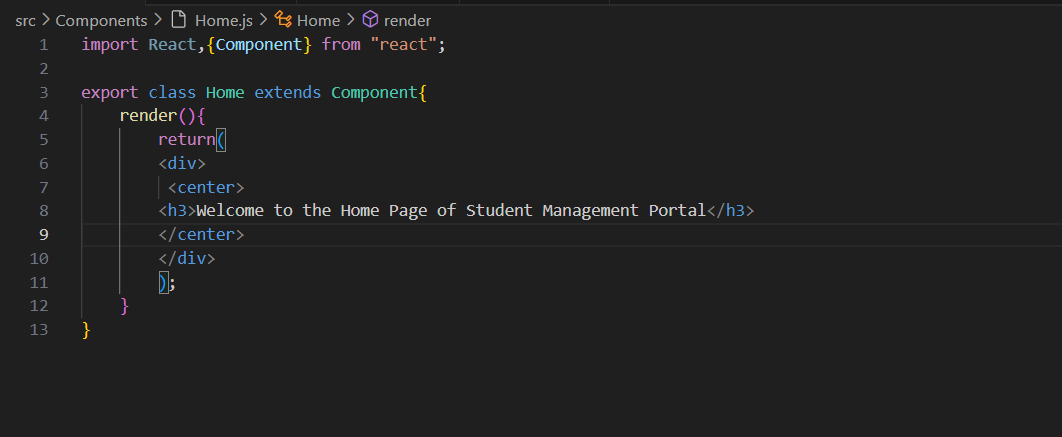 src > Components > Home.js > Home > render
1 import React,{Component} from "react";
2
3 export class Home extends Component{
4 render(){
5 return(
6 <div>
7 <center>
8 <h3>Welcome to the Home Page of Student Management Portal</h3>
9 </center>
10 </div>
11 );
12 }
13 }